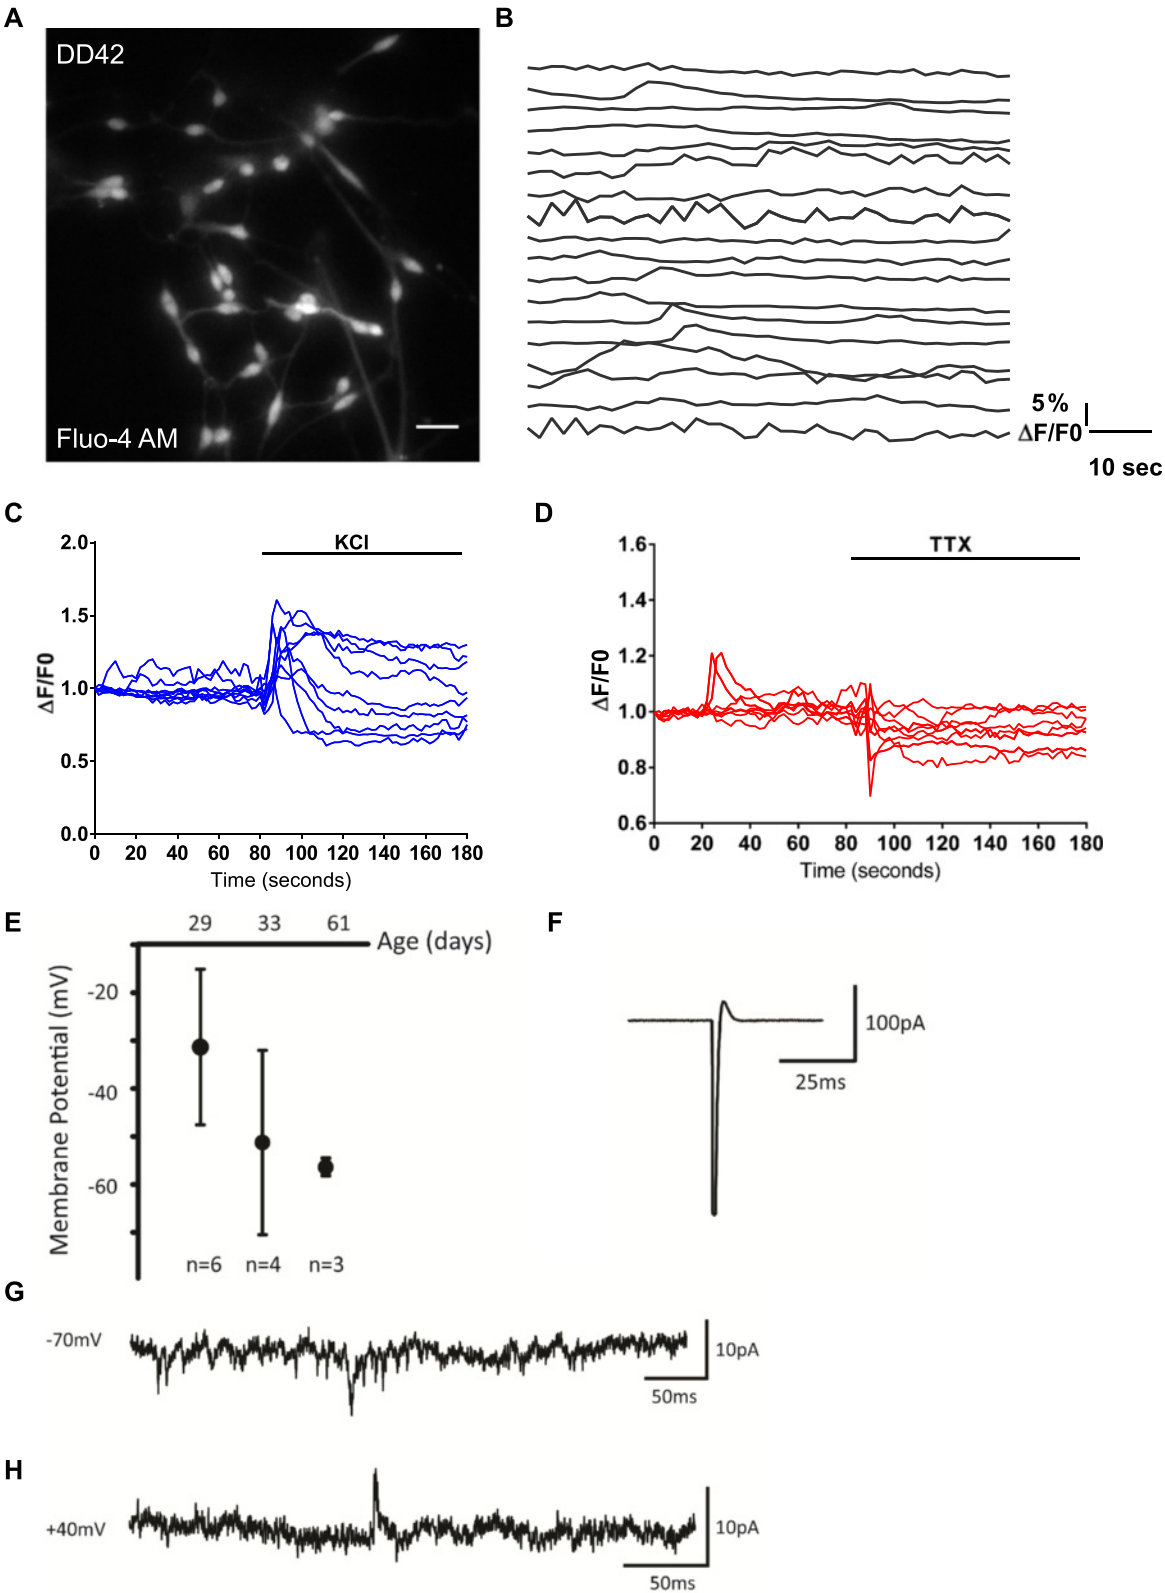 A
DD42
Fluo-4 AM
B
5%
ΔF/F0
10 sec
C
KCl
2.0
1.5
1.0
0.5
0.0
ΔF/F0
0 20 40 60 80 100 120 140 160 180
Time (seconds)
D
TTX
1.6
1.4
1.2
1.0
0.8
0.6
ΔF/F0
0 20 40 60 80 100 120 140 160 180
Time (seconds)
E
29 33 61
Age (days)
Membrane Potential (mV)
-20
-40
-60
n=6 n=4 n=3
F
100pA
25ms
G
-70mV
10pA
50ms
H
+40mV
10pA
50ms